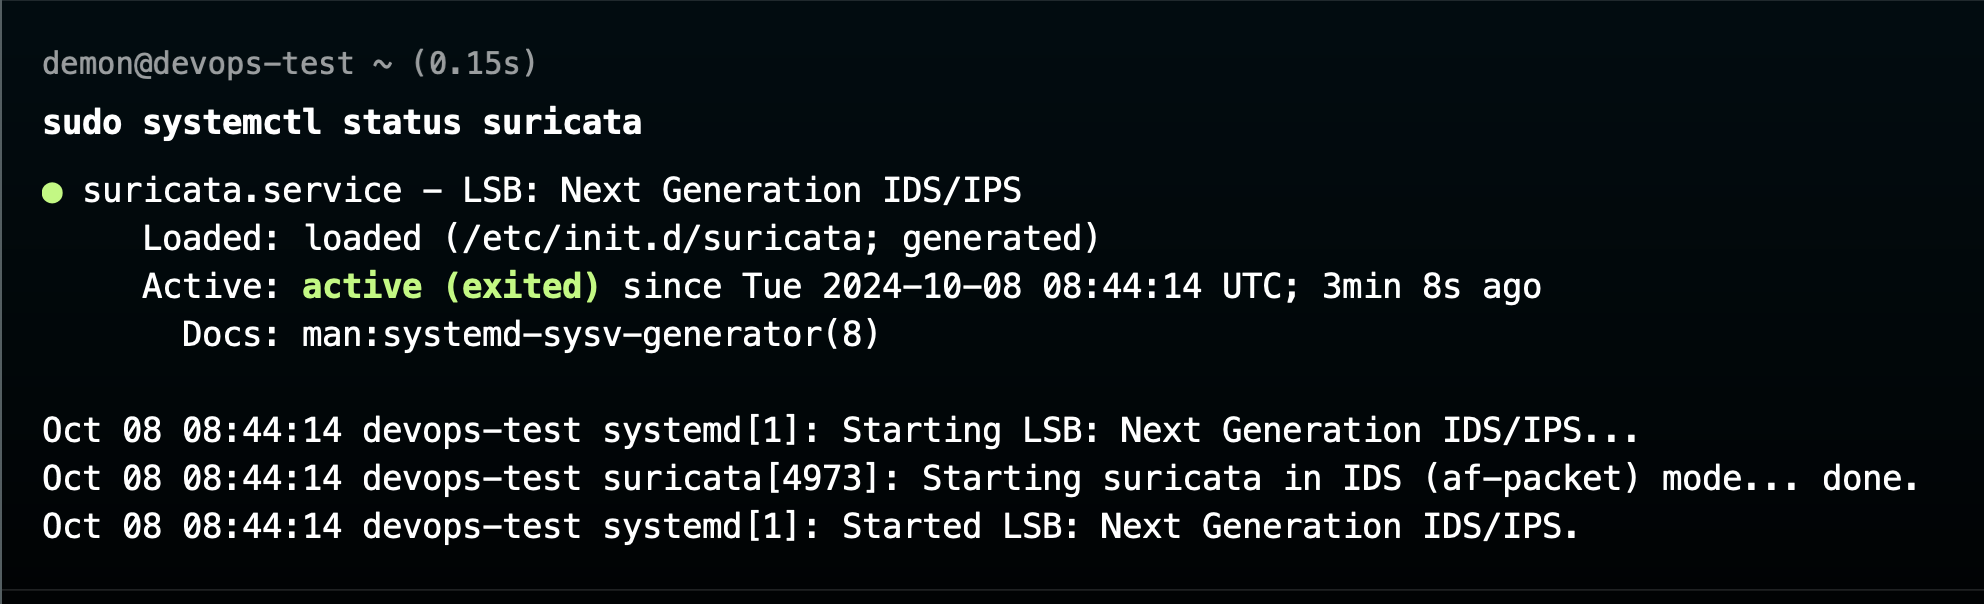 demon@devops-test ~ (0.15s)
sudo systemctl status suricata
● suricata.service - LSB: Next Generation IDS/IPS
Loaded: loaded (/etc/init.d/suricata; generated)
Active: active (exited) since Tue 2024-10-08 08:44:14 UTC; 3min 8s ago
Docs: man:systemd-sysv-generator(8)
Oct 08 08:44:14 devops-test systemd[1]: Starting LSB: Next Generation IDS/IPS...
Oct 08 08:44:14 devops-test suricata[4973]: Starting suricata in IDS (af-packet) mode... done.
Oct 08 08:44:14 devops-test systemd[1]: Started LSB: Next Generation IDS/IPS.